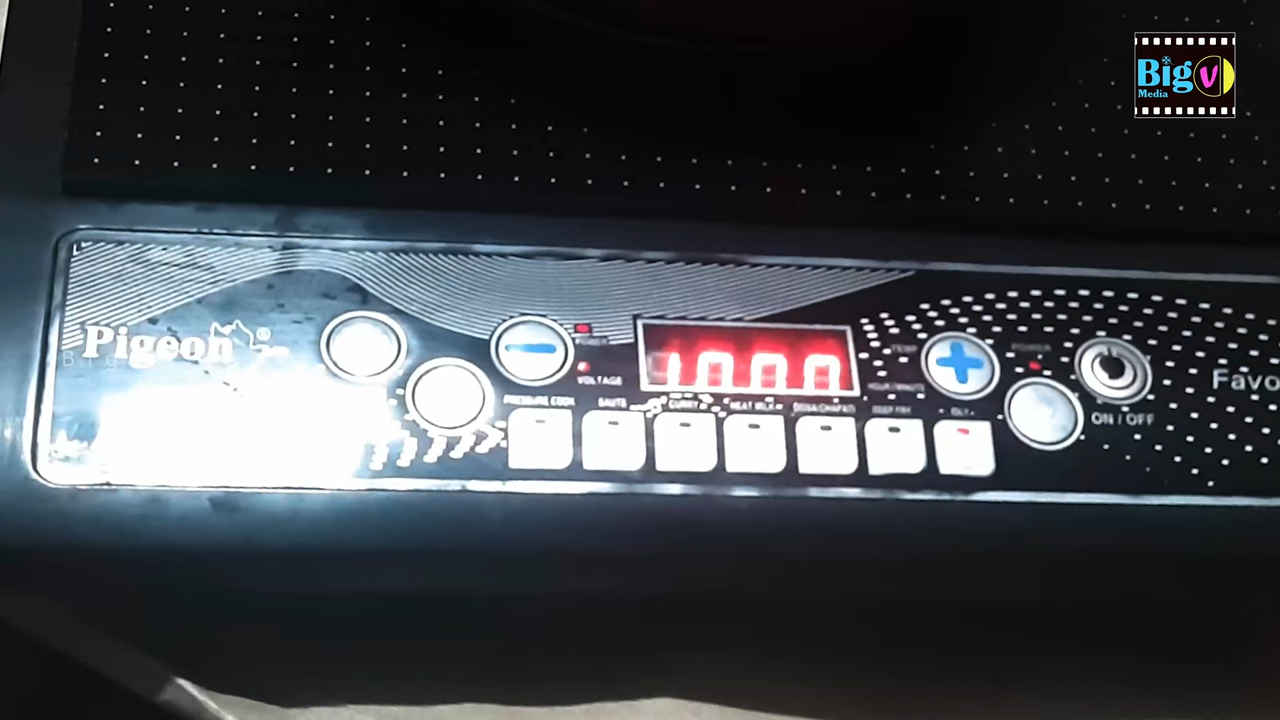 Big V
Media
Pigeon®
POWER
VOLTAGE
1000
TEMP
HOUR/MINUTE
POWER
ON / OFF
Favo
PRESSURE COOK
SAUTE
CURRY
HEAT MILK
DOSA/CHAPATI
DEEP FRY
IDLY